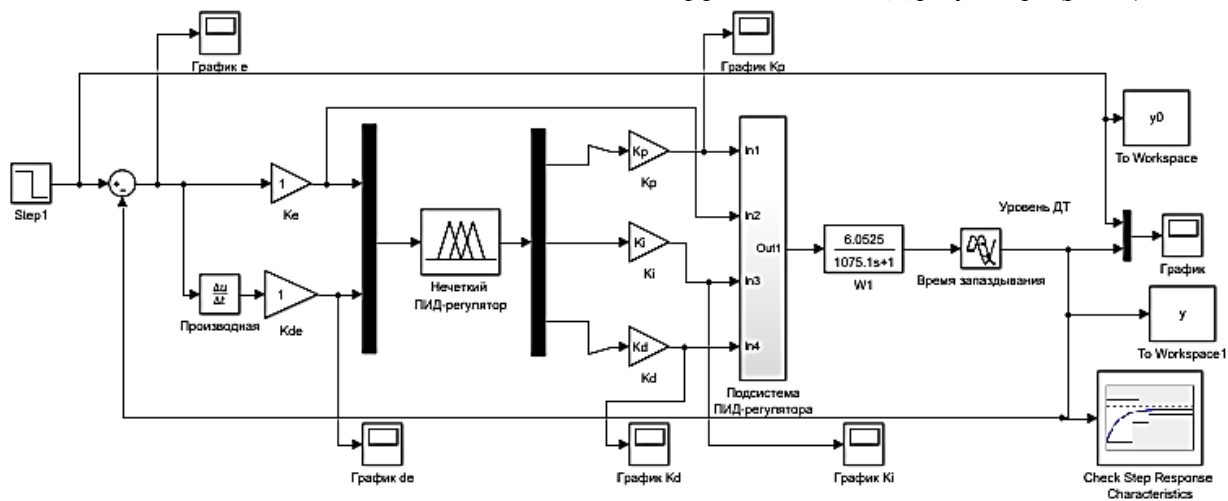 График e
График Kp
y0
To Workspace
Step1
+
-
1
Ke
Kp
Kp
In1
In2
Уровень ДТ
Нечеткий
ПИД-регулятор
Ki
Ki
Out1
6.0525
1075.1s+1
W1
Время запаздывания
График
Δu
Δt
Производная
1
Kde
In3
y
To Workspace1
Kd
Kd
In4
Подсистема
ПИД-регулятора
График de
График Kd
График Ki
Check Step Response
Characteristics